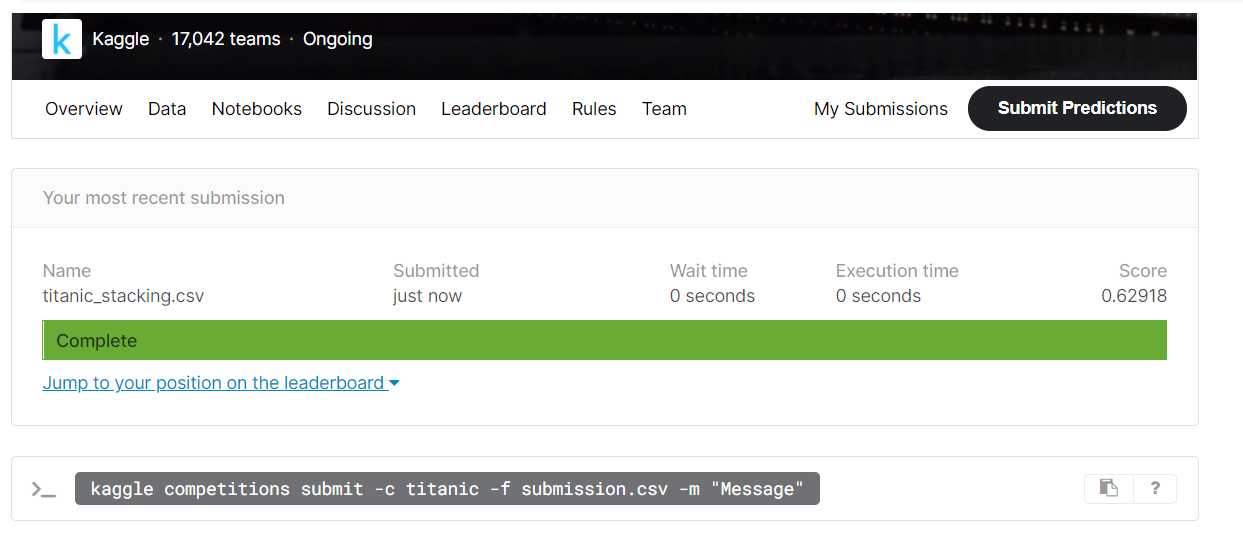 k Kaggle · 17,042 teams · Ongoing
Overview Data Notebooks Discussion Leaderboard Rules Team My Submissions Submit Predictions
Your most recent submission
Name Submitted Wait time Execution time Score
titanic_stacking.csv just now 0 seconds 0 seconds 0.62918
Complete
Jump to your position on the leaderboard
>_ kaggle competitions submit -c titanic -f submission.csv -m "Message" ?